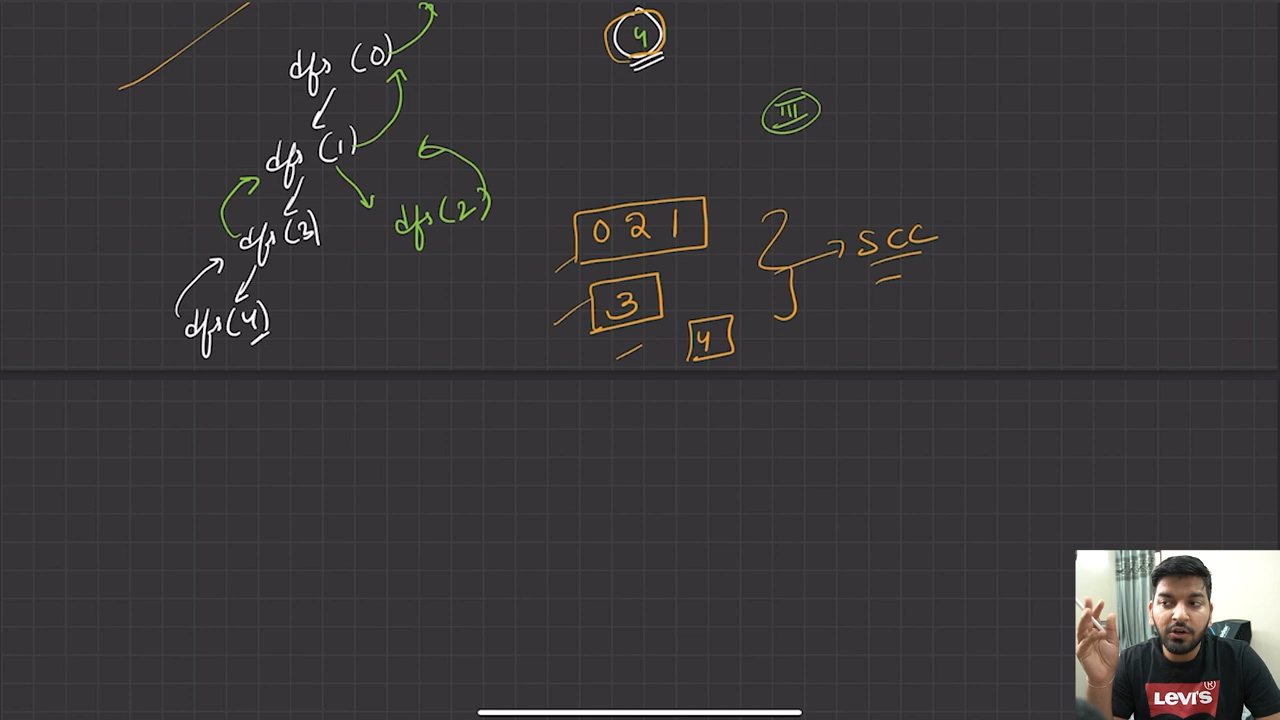 dfs (0)
4
III
dfs (1)
dfs(2)
0 2 1
SCC
dfs(3)
3
dfs(4)
4
LEVI'S